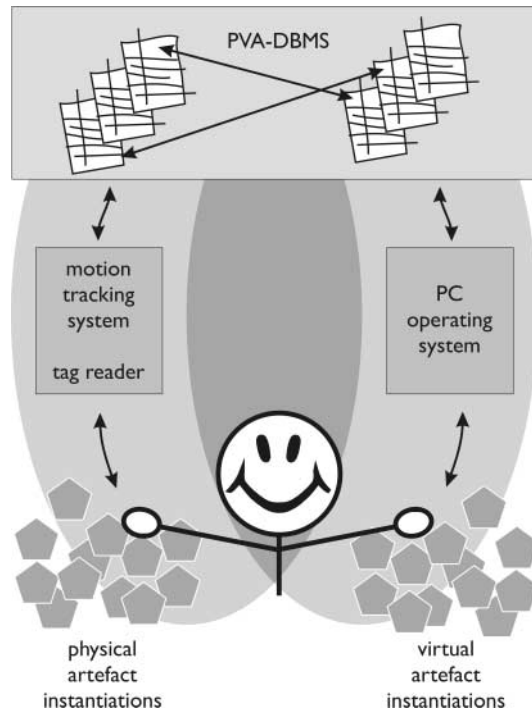 PVA-DBMS
motion
tracking
system
tag reader
PC
operating
system
physical
artefact
instantiations
virtual
artefact
instantiations